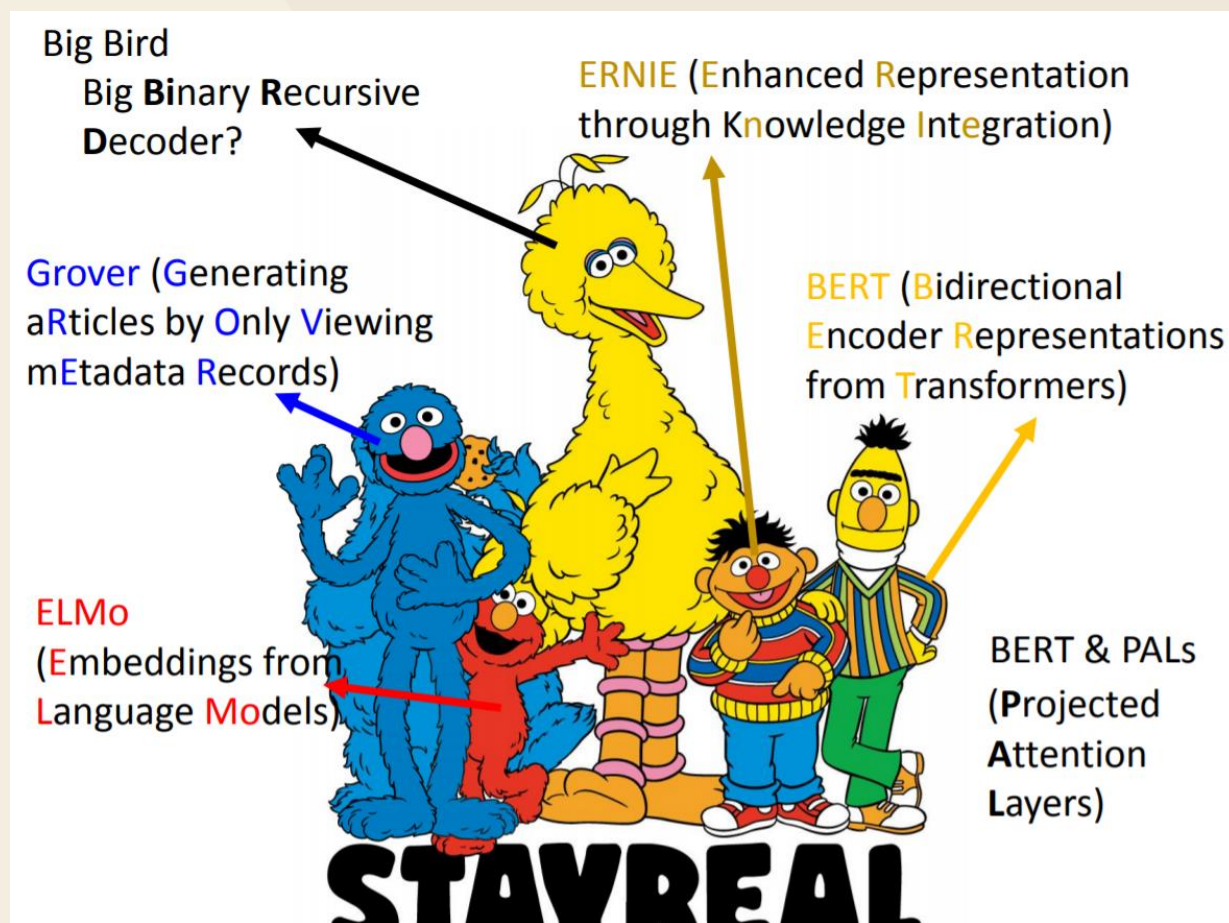 Big Bird
Big Binary Recursive
Decoder?
ERNIE (Enhanced Representation
through Knowledge Integration)
Grover (Generating
aRticles by Only Viewing
mEtadata Records)
BERT (Bidirectional
Encoder Representations
from Transformers)
ELMo
(Embeddings from
Language Models)
BERT & PALs
(Projected
Attention
Layers)
STAYREAL